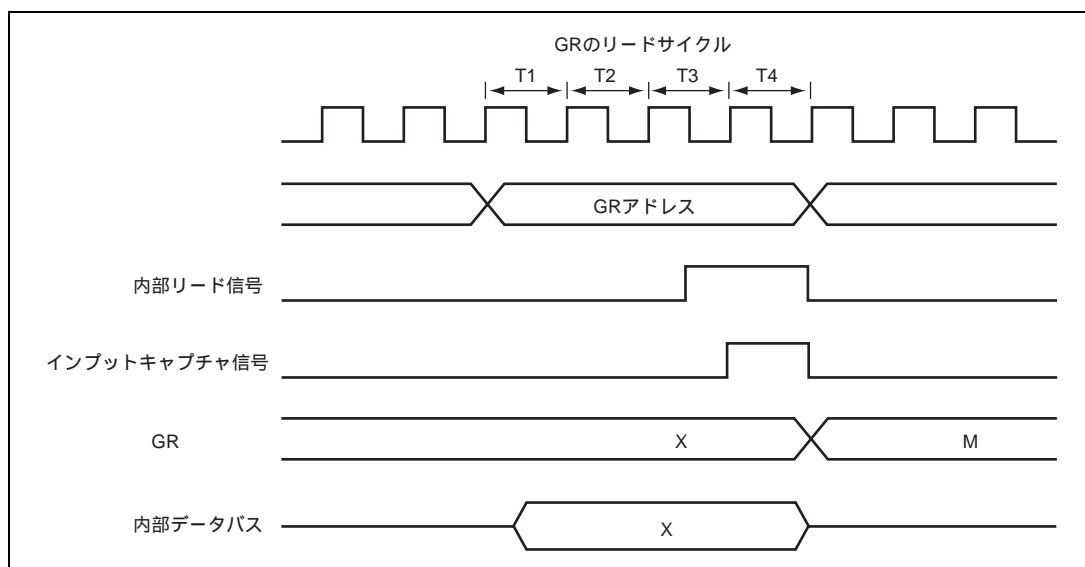 GRのリードサイクル
T1 T2 T3 T4
GRアドレス
内部リード信号
インプットキャプチャ信号
GR X M
内部データバス X